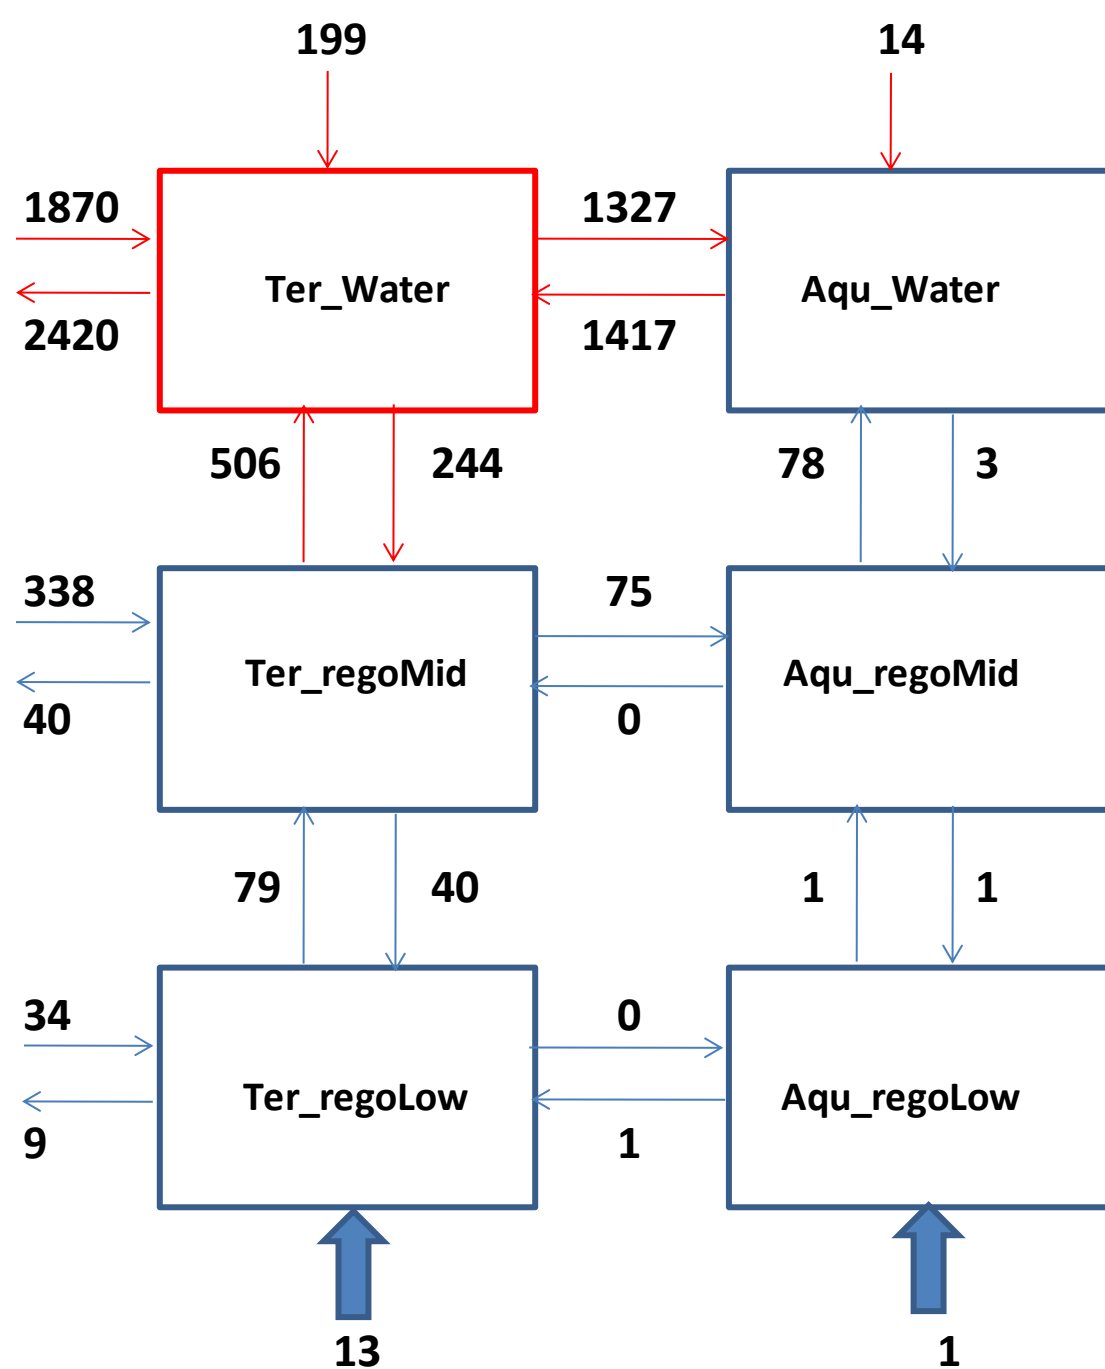 199 14
1870 1327
Ter_Water Aqu_Water
2420 1417
506 244 78 3
338 75
Ter_regoMid Aqu_regoMid
40 0
79 40 1 1
34 0
Ter_regoLow Aqu_regoLow
9 1
13 1